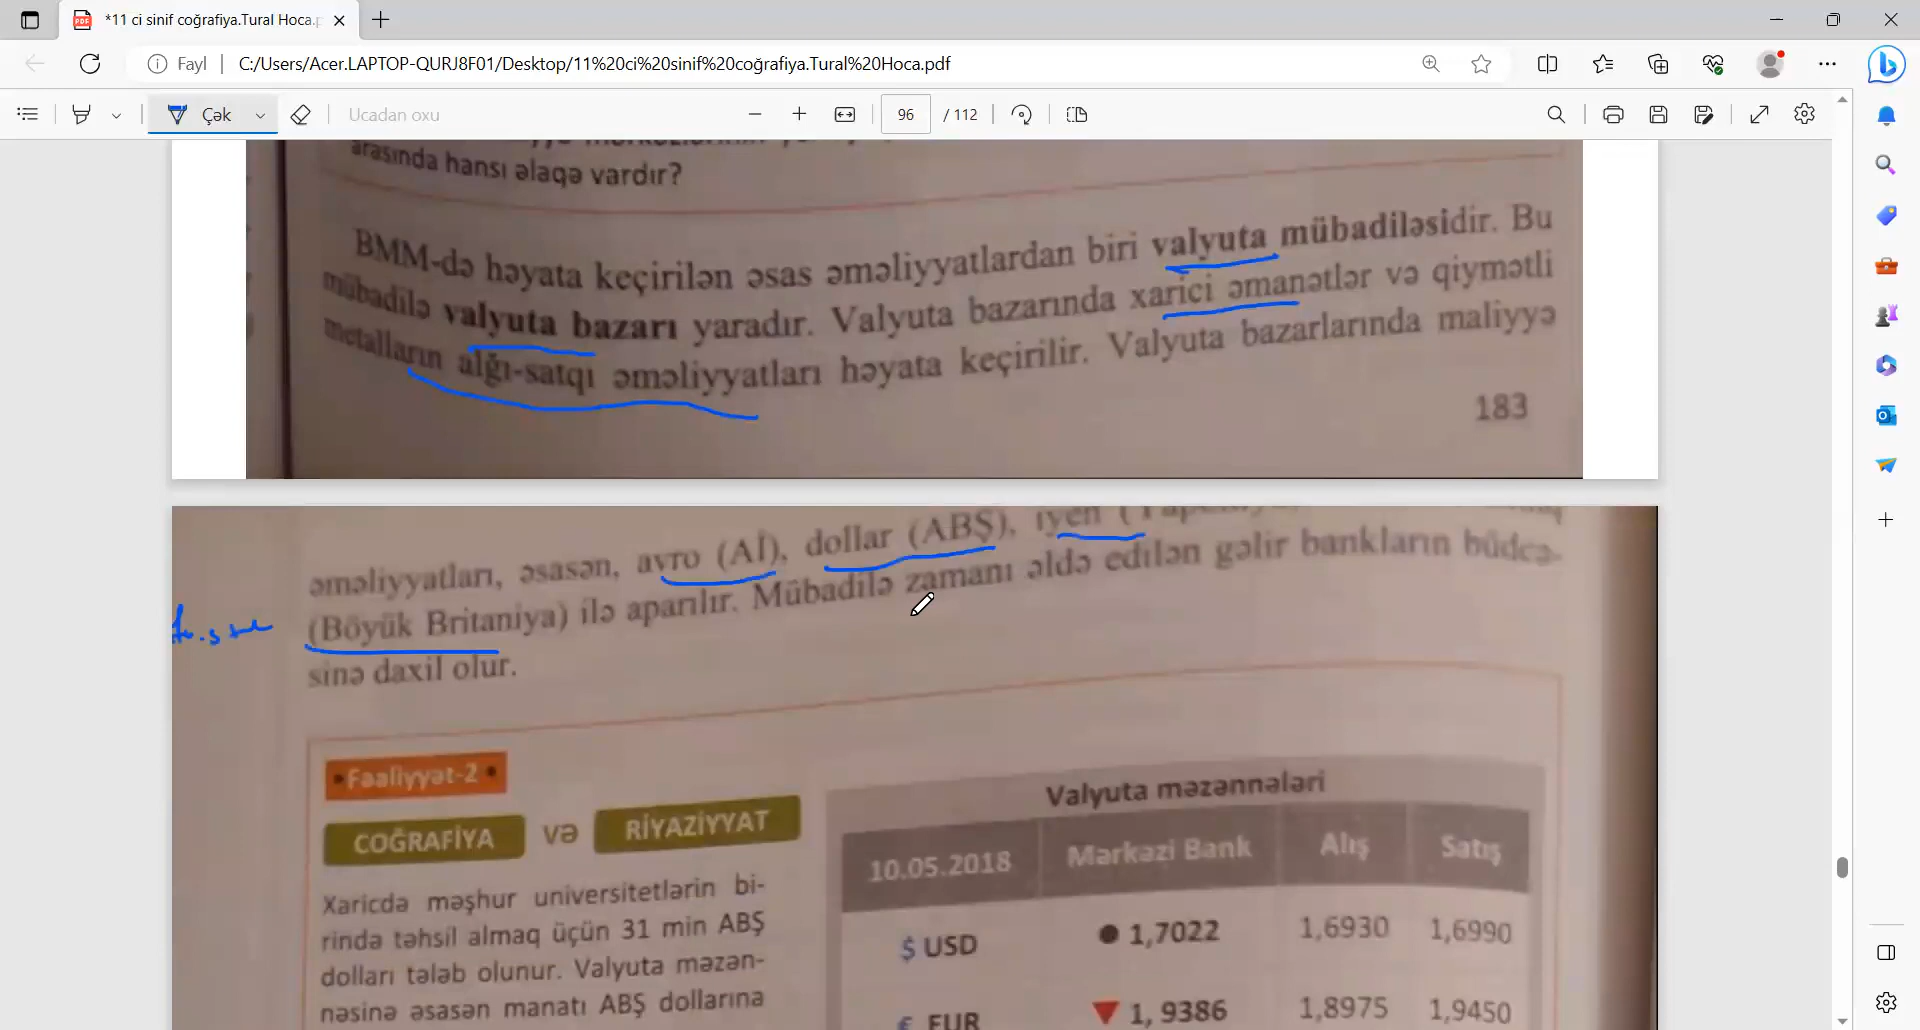 *11 ci sinif coğrafiya.Tural Hoca.p
Fayl
C:/Users/Acer.LAPTOP-QURJ8F01/Desktop/11%20ci%20sinif%20coğrafiya.Tural%20Hoca.pdf
Çək
Ucadan oxu
96 / 112
arasında hansı əlaqə vardır?
BMM-də həyata keçirilən əsas əməliyyatlardan biri valyuta mübadiləsidir. Bu
mübadilə valyuta bazarı yaradır. Valyuta bazarında xarici əmanətlər və qiymətli
metalların alğı-satqı əməliyyatları həyata keçirilir. Valyuta bazarlarında maliyyə
183
əməliyyatları, əsasən, avro (Aİ), dollar (ABŞ), iyen
(Böyük Britaniya) ilə aparılır. Mübadilə zamanı əldə edilən gəlir bankların büdcə-
sinə daxil olur.
Fəaliyyət-2
COĞRAFİYA VƏ RİYAZİYYAT
Xaricdə məşhur universitetlərin bi-
rində təhsil almaq üçün 31 min ABŞ
dolları tələb olunur. Valyuta məzən-
nəsinə əsasən manatı ABŞ dollarına
Valyuta məzənnələri
10.05.2018 Mərkəzi Bank Alış Satış
$ USD 1,7022 1,6930 1,6990
€ EUR 1, 9386 1,8975 1,9450